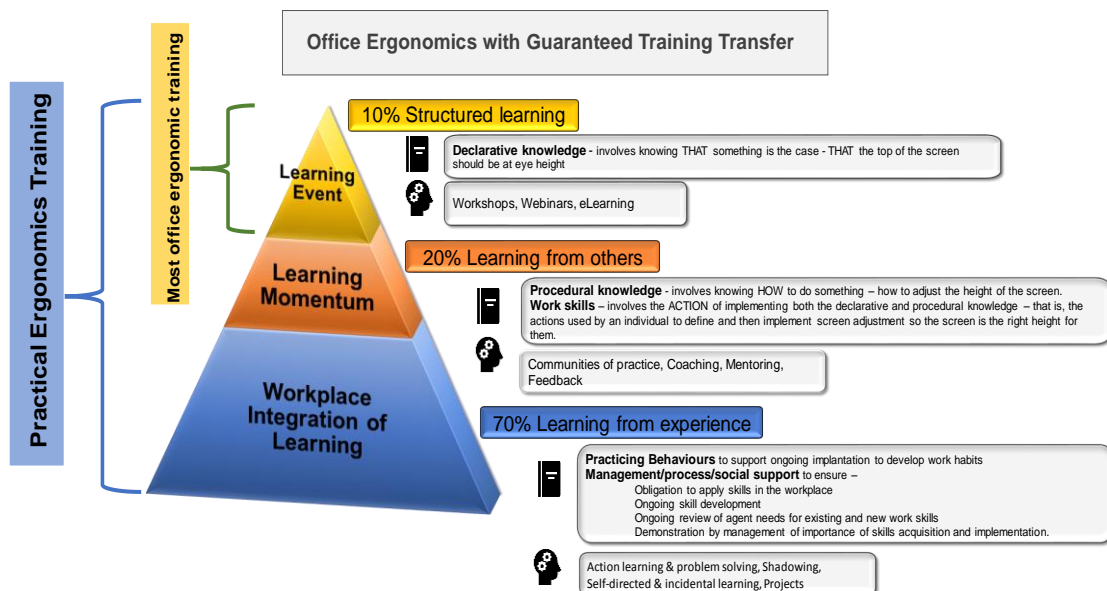 Office Ergonomics with Guaranteed Training Transfer
Practical Ergonomics Training
Most office ergonomic training
10% Structured learning
Learning
Event
Declarative knowledge - involves knowing THAT something is the case - THAT the top of the screen
should be at eye height
Workshops, Webinars, eLearning
20% Learning from others
Learning
Momentum
Procedural knowledge - involves knowing HOW to do something – how to adjust the height of the screen.
Work skills – involves the ACTION of implementing both the declarative and procedural knowledge – that is, the
actions used by an individual to define and then implement screen adjustment so the screen is the right height for
them.
Communities of practice, Coaching, Mentoring,
Feedback
70% Learning from experience
Workplace
Integration of
Learning
Practicing Behaviours to support ongoing implantation to develop work habits
Management/process/social support to ensure –
Obligation to apply skills in the workplace
Ongoing skill development
Ongoing review of agent needs for existing and new work skills
Demonstration by management of importance of skills acquisition and implementation.
Action learning & problem solving, Shadowing,
Self-directed & incidental learning, Projects